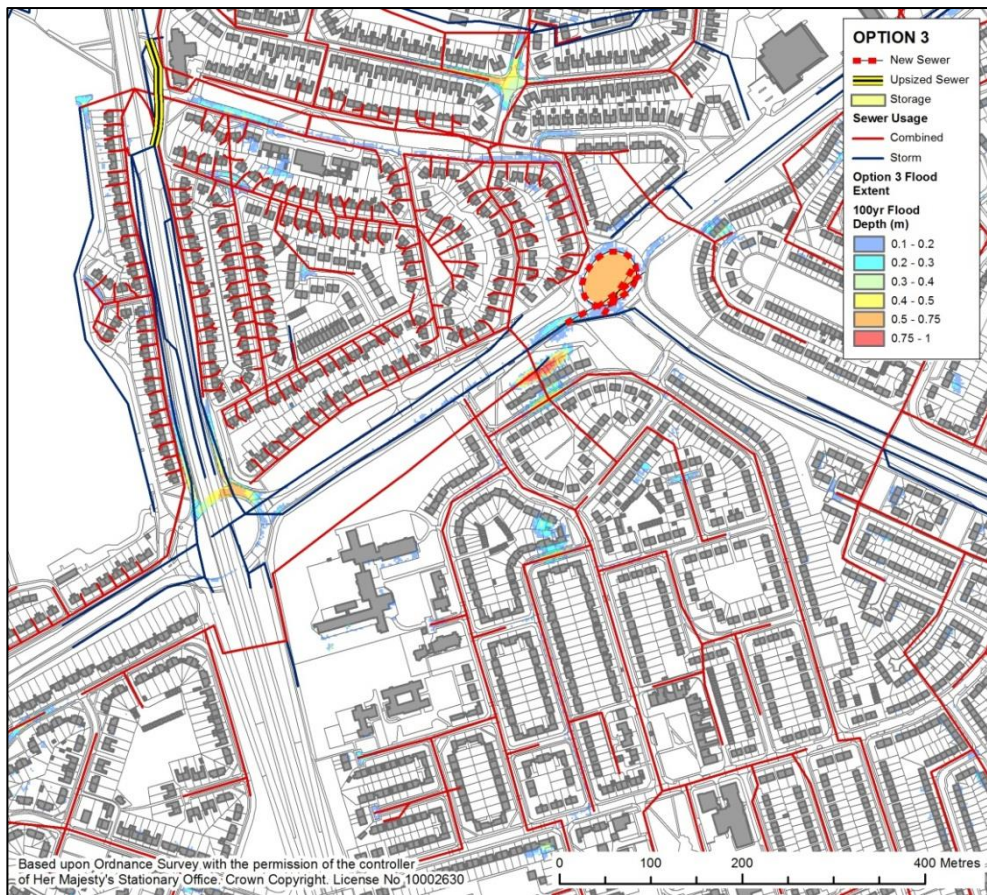 OPTION 3
New Sewer
Upsized Sewer
Storage
Sewer Usage
Combined
Storm
Option 3 Flood
Extent
100yr Flood
Depth (m)
0.1 - 0.2
0.2 - 0.3
0.3 - 0.4
0.4 - 0.5
0.5 - 0.75
0.75 - 1
Based upon Ordnance Survey with the permission of the controller
of Her Majesty's Stationary Office. Crown Copyright. License No 10002630
0 100 200 400 Metres